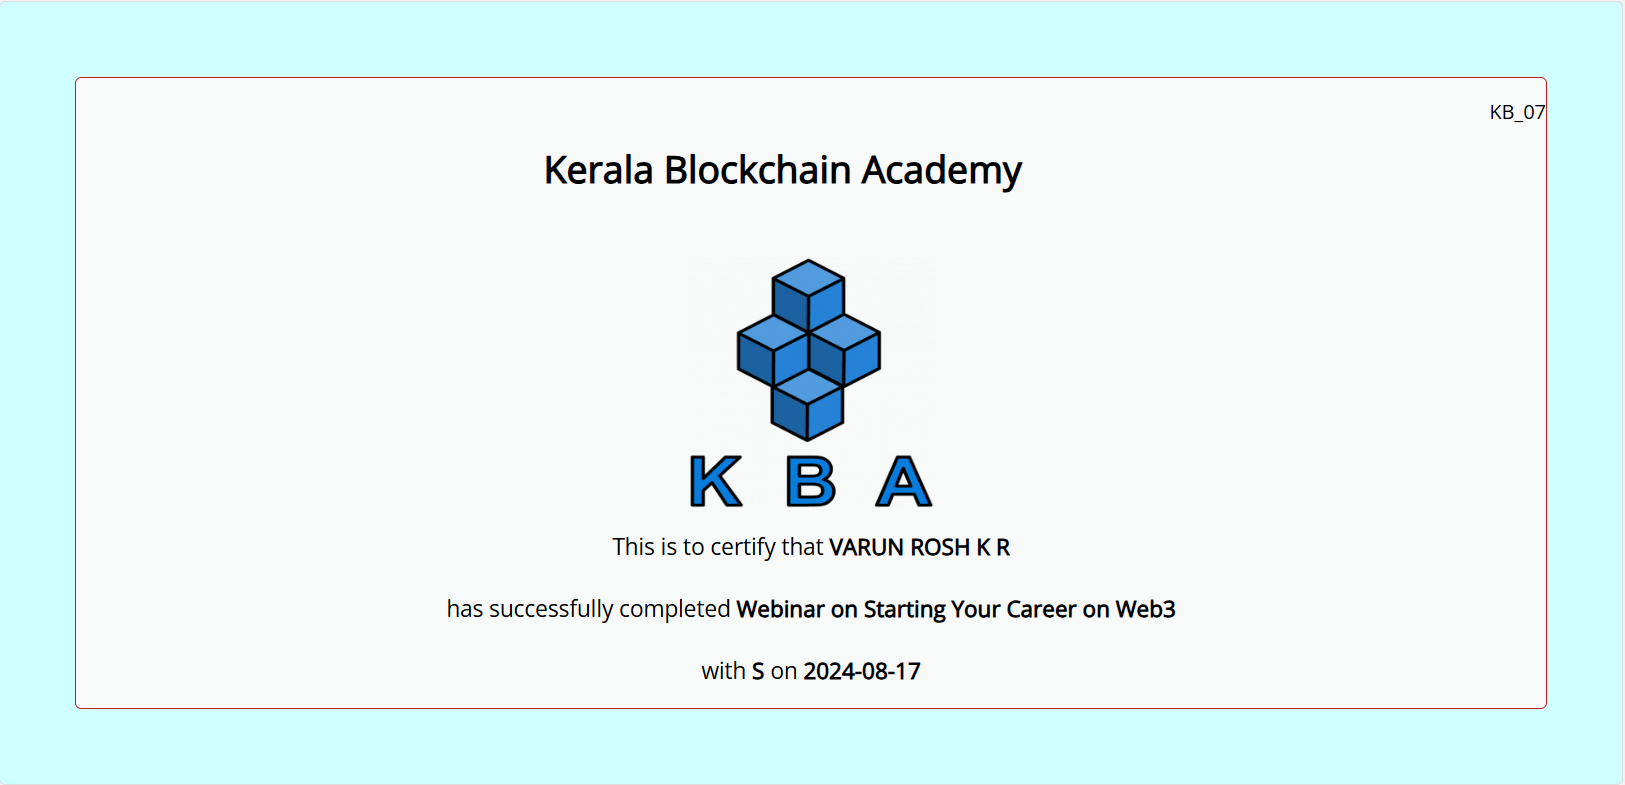 KB_07
Kerala Blockchain Academy
K B A
This is to certify that VARUN ROSH K R
has successfully completed Webinar on Starting Your Career on Web3
with S on 2024-08-17